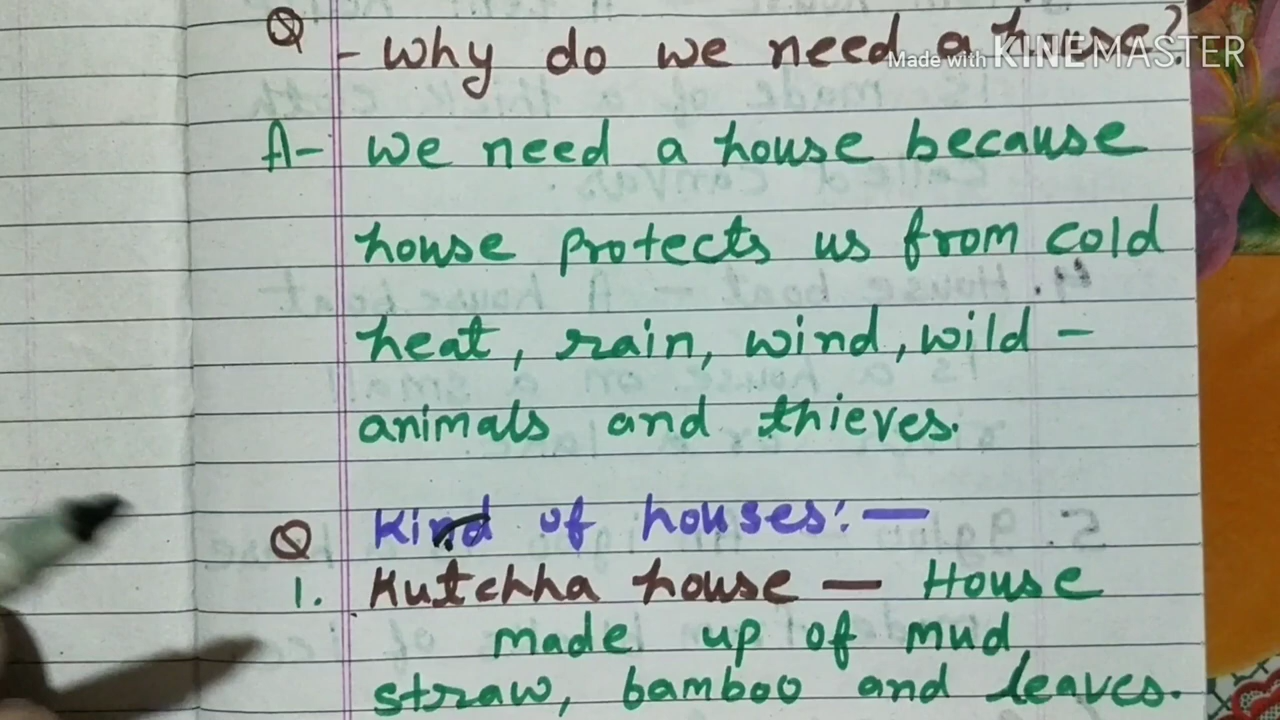 Q - Why do we need a house?
Made with KINEMASTER
A- we need a house because
house protects us from cold
heat, rain, wind, wild -
animals and thieves.
Q Kind of houses:-
1. Kutchha house - House
made up of mud,
straw, bamboo and leaves.